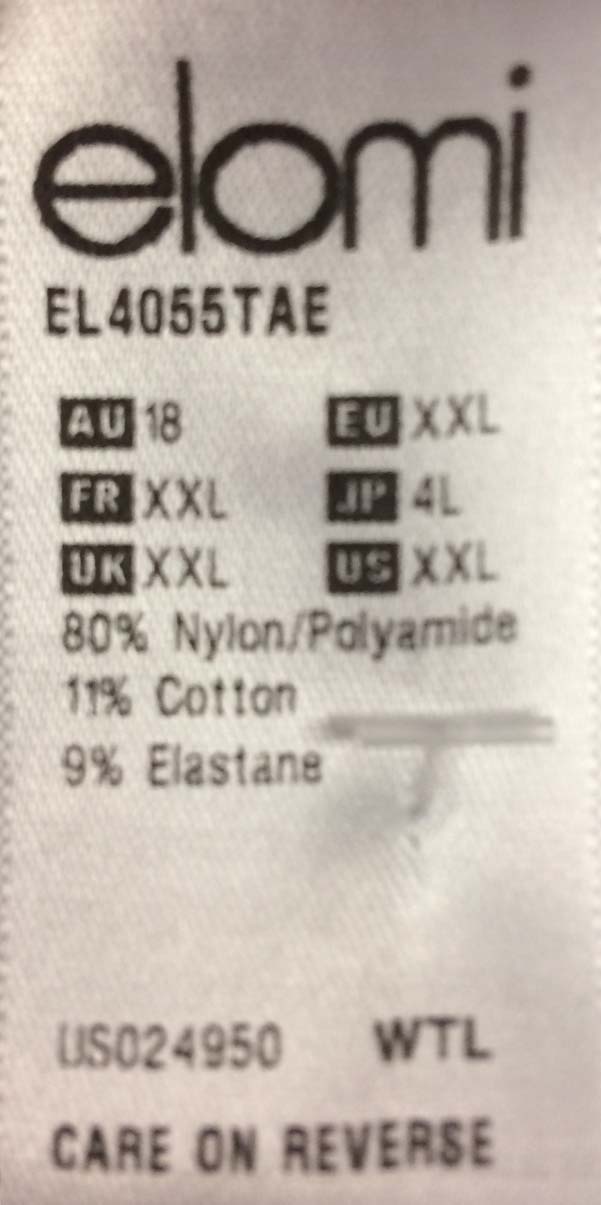 elomi
EL4055TAE
AU 18 EU XXL
FR XXL JP 4L
UK XXL US XXL
80% Nylon/Polyamide
11% Cotton
9% Elastane
US024950 WTL
CARE ON REVERSE